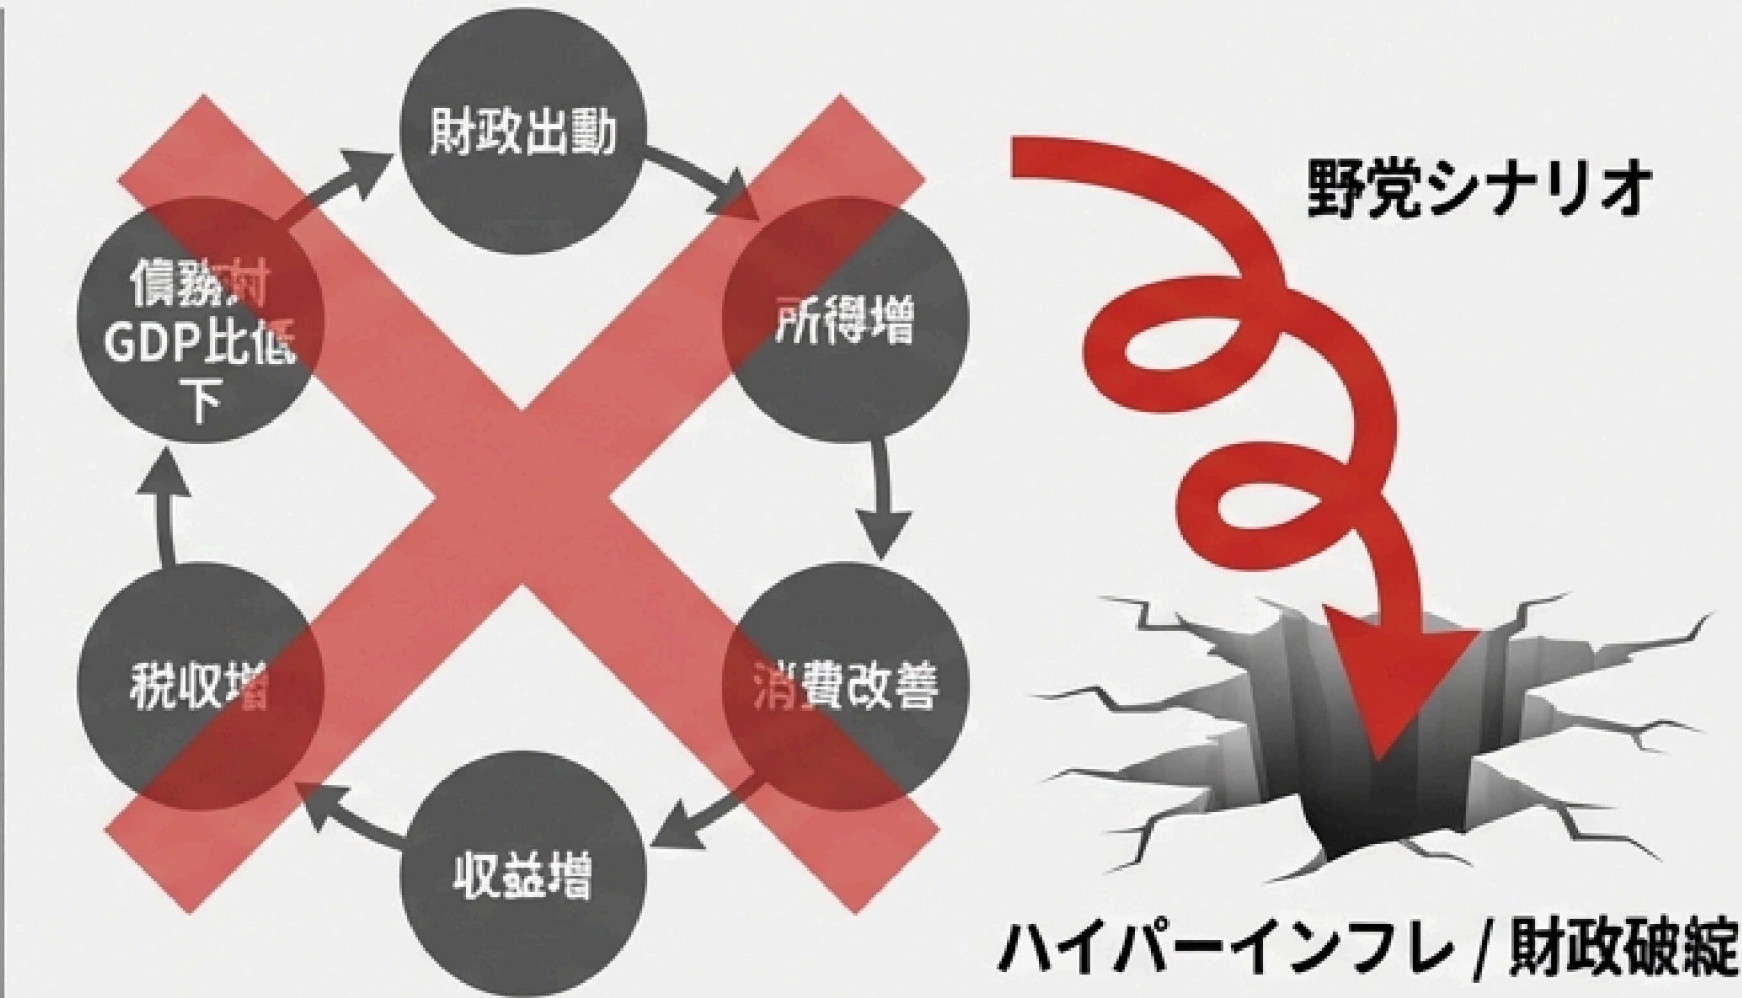 財政出動
野党シナリオ
債務対
GDP比低
下
所得増
税収増
消費改善
収益増
ハイパーインフレ / 財政破綻